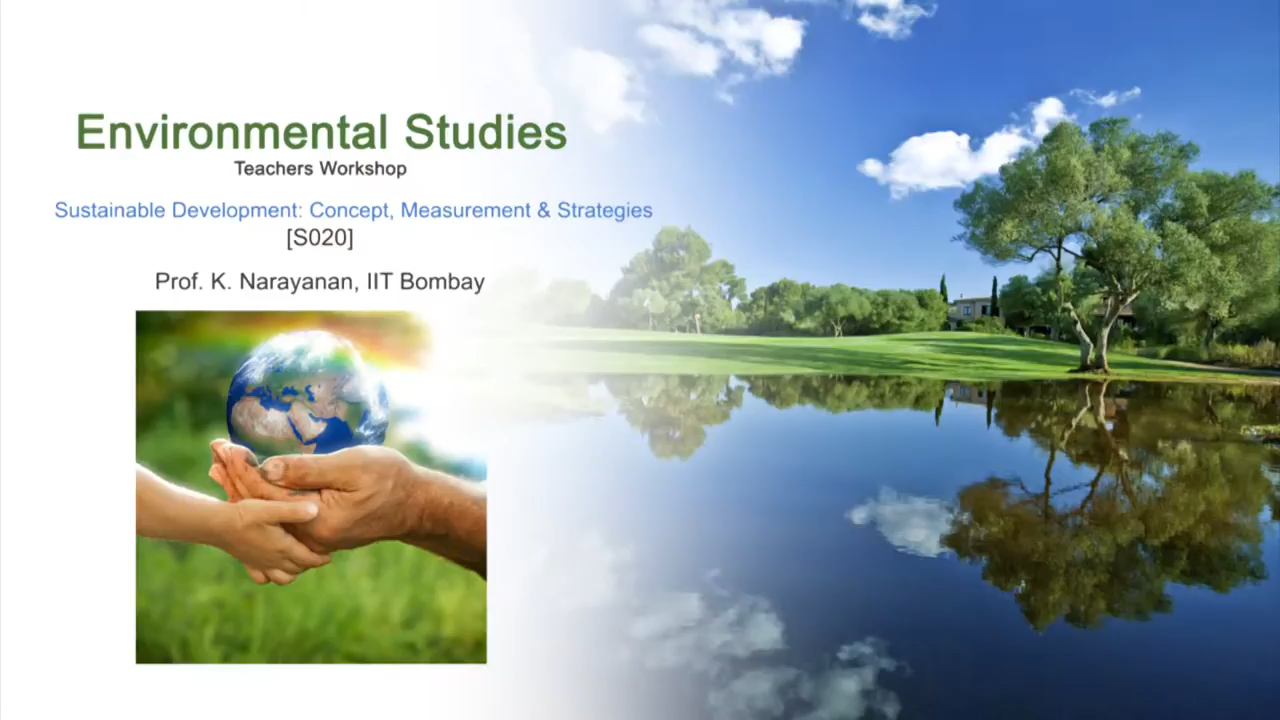 Environmental Studies
Teachers Workshop
Sustainable Development: Concept, Measurement & Strategies
[S020]
Prof. K. Narayanan, IIT Bombay